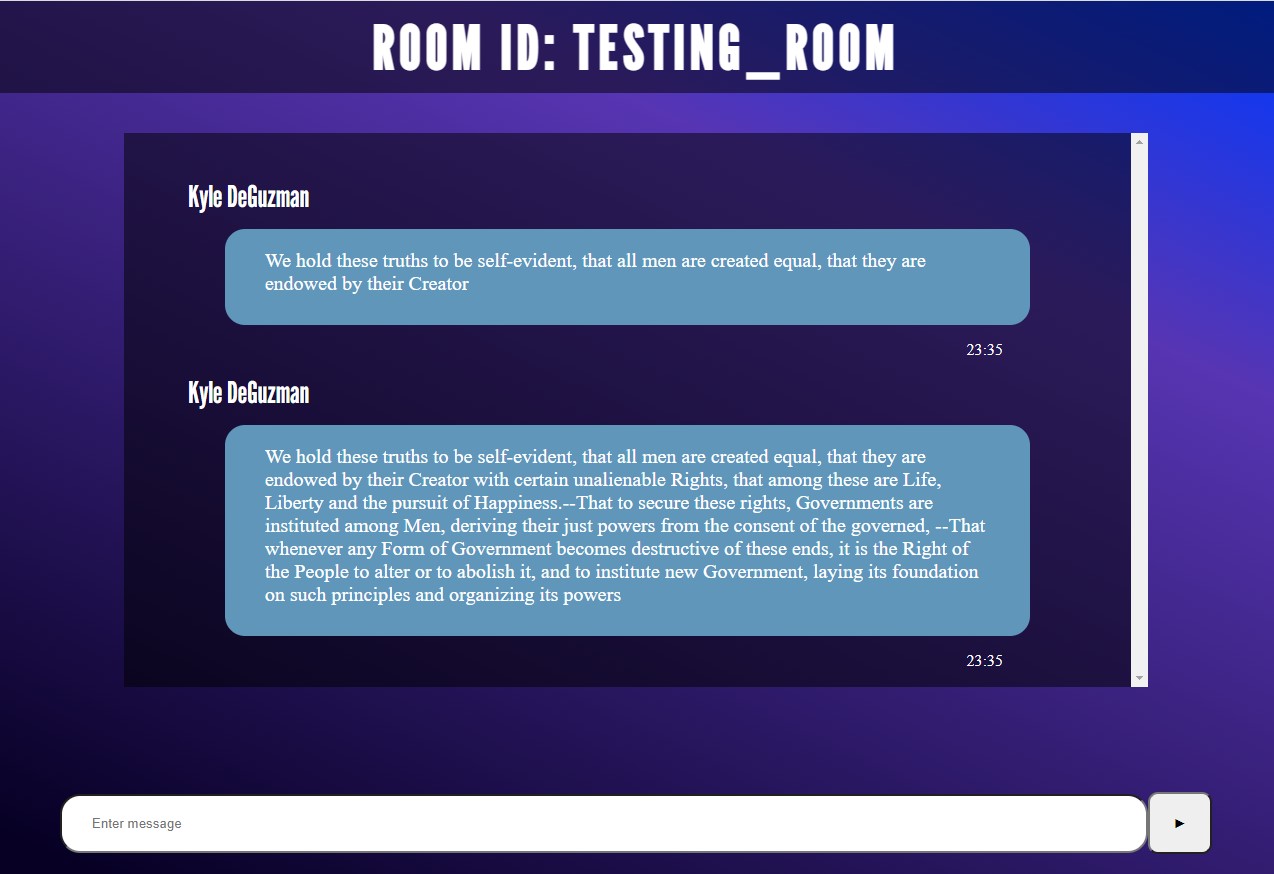 ROOM ID: TESTING_ROOM
Kyle DeGuzman
We hold these truths to be self-evident, that all men are created equal, that they are
endowed by their Creator
23:35
Kyle DeGuzman
We hold these truths to be self-evident, that all men are created equal, that they are
endowed by their Creator with certain unalienable Rights, that among these are Life,
Liberty and the pursuit of Happiness.--That to secure these rights, Governments are
instituted among Men, deriving their just powers from the consent of the governed, --That
whenever any Form of Government becomes destructive of these ends, it is the Right of
the People to alter or to abolish it, and to institute new Government, laying its foundation
on such principles and organizing its powers
23:35
Enter message